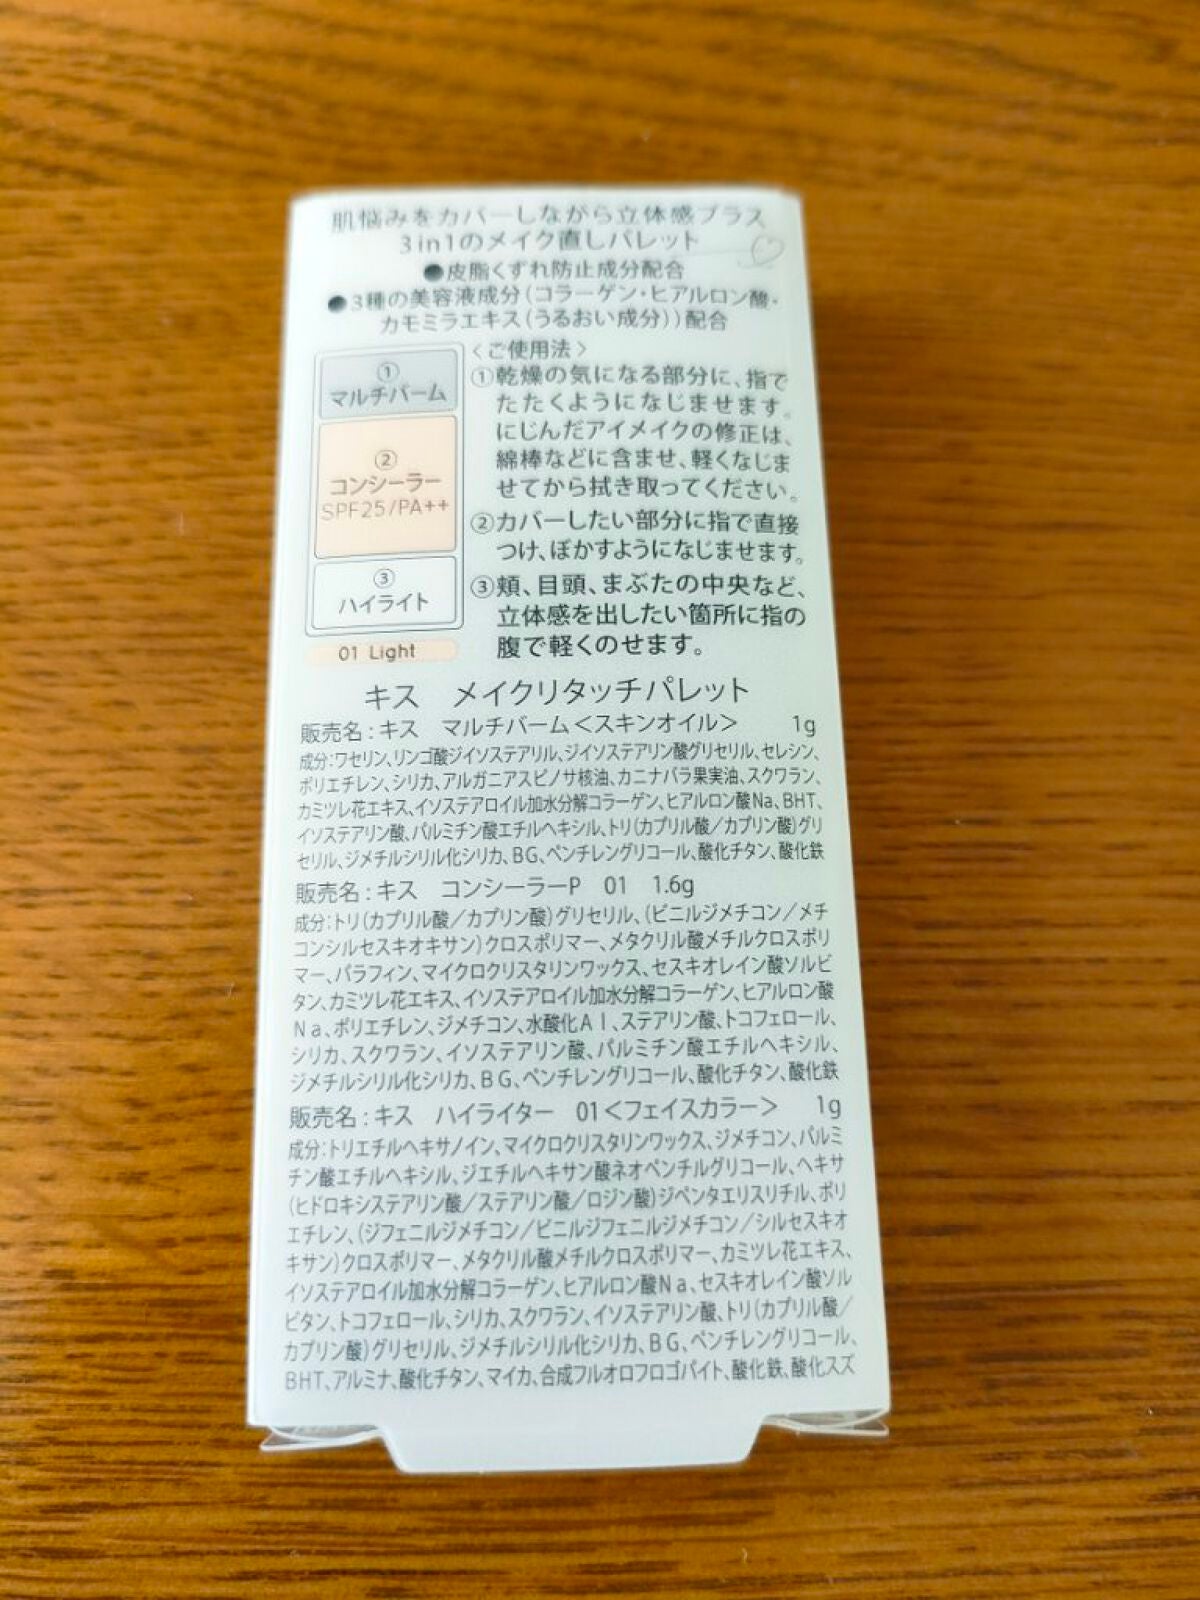 肌悩みをカバーしながら立体感プラス
3in1のメイク直しパレット
●皮脂くずれ防止成分配合
●3種の美容液成分(コラーゲン・ヒアルロン酸・
カモミラエキス(うるおい成分))配合
①
マルチバーム
②
コンシーラー
SPF25/PA++
③
ハイライト
01 Light
<ご使用法>
①乾燥の気になる部分に、指で
たたくようになじませます。
にじんだアイメイクの修正は、
綿棒などに含ませ、軽くなじま
せてから拭き取ってください。
②カバーしたい部分に指で直接
つけ、ぼかすようになじませます。
③頬、目頭、まぶたの中央など、
立体感を出したい箇所に指の
腹で軽くのせます。
キス メイクリタッチパレット
販売名:キス マルチバーム<スキンオイル> 1g
成分:ワセリン、リンゴ酸ジイソステアリル、ジイソステアリン酸グリセリル、セレシン、
ポリエチレン、シリカ、アルガニアスピノサ核油、カニナバラ果実油、スクワラン、
カミツレ花エキス、イソステアロイル加水分解コラーゲン、ヒアルロン酸Na、BHT、
イソステアリン酸、パルミチン酸エチルヘキシル、トリ(カプリル酸/カプリン酸)グリ
セリル、ジメチルシリル化シリカ、BG、ペンチレングリコール、酸化チタン、酸化鉄
販売名:キス コンシーラーP 01 1.6g
成分:トリ(カプリル酸/カプリン酸)グリセリル、(ビニルジメチコン/メチ
コンシルセスキオキサン)クロスポリマー、メタクリル酸メチルクロスポリ
マー、パラフィン、マイクロクリスタリンワックス、セスキオレイン酸ソルビ
タン、カミツレ花エキス、イソステアロイル加水分解コラーゲン、ヒアルロン酸
Na、ポリエチレン、ジメチコン、水酸化Al、ステアリン酸、トコフェロール、
シリカ、スクワラン、イソステアリン酸、パルミチン酸エチルヘキシル、
ジメチルシリル化シリカ、BG、ペンチレングリコール、酸化チタン、酸化鉄
販売名:キス ハイライター 01<フェイスカラー> 1g
成分:トリエチルヘキサノイン、マイクロクリスタリンワックス、ジメチコン、パルミ
チン酸エチルヘキシル、ジエチルヘキサン酸ネオペンチルグリコール、ヘキサ
(ヒドロキシステアリン酸/ステアリン酸/ロジン酸)ジペンタエリスリチル、ポリ
エチレン、(ジフェニルジメチコン/ビニルジフェニルジメチコン/シルセスキオ
キサン)クロスポリマー、メタクリル酸メチルクロスポリマー、カミツレ花エキス、
イソステアロイル加水分解コラーゲン、ヒアルロン酸Na、セスキオレイン酸ソル
ビタン、トコフェロール、シリカ、スクワラン、イソステアリン酸、トリ(カプリル酸/
カプリン酸)グリセリル、ジメチルシリル化シリカ、BG、ペンチレングリコール、
BHT、アルミナ、酸化チタン、マイカ、合成フルオロフロゴパイト、酸化鉄、酸化スズ